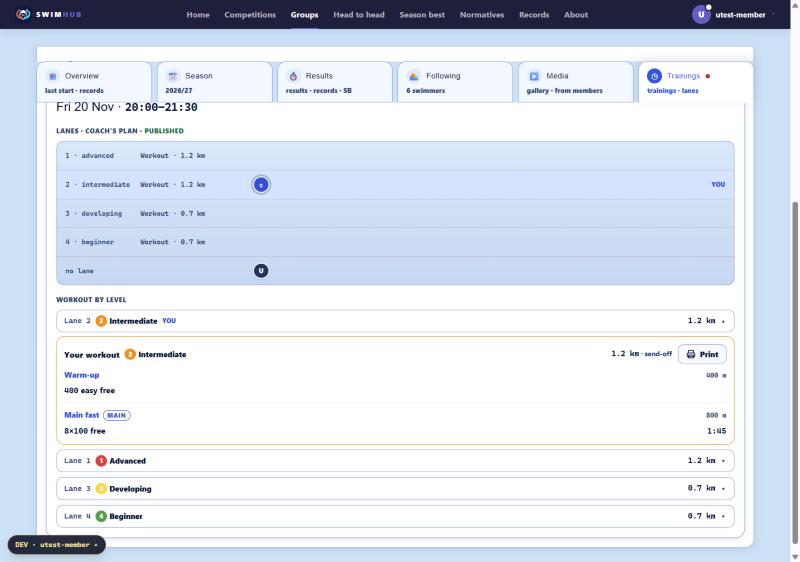 SWIMHUB Home Competitions Groups Head to head Season best Normatives Records About U utest-member
Overview Season Results Following Media Trainings
last start · records 2026/27 results · records · SB 6 swimmers gallery · from members trainings · lanes
Fri 20 Nov · 20:00–21:30
LANES · COACH'S PLAN · PUBLISHED
1 · advanced Workout · 1.2 km
2 · intermediate Workout · 1.2 km YOU
3 · developing Workout · 0.7 km
4 · beginner Workout · 0.7 km
no lane U
WORKOUT BY LEVEL
Lane 2 2 Intermediate YOU 1.2 km
Your workout 2 Intermediate 1.2 km · send-off Print
Warm-up 400 m
400 easy free
Main fast MAIN 800 m
8×100 free 1:45
Lane 1 1 Advanced 1.2 km
Lane 3 3 Developing 0.7 km
Lane 4 4 Beginner 0.7 km
DEV · utest-member